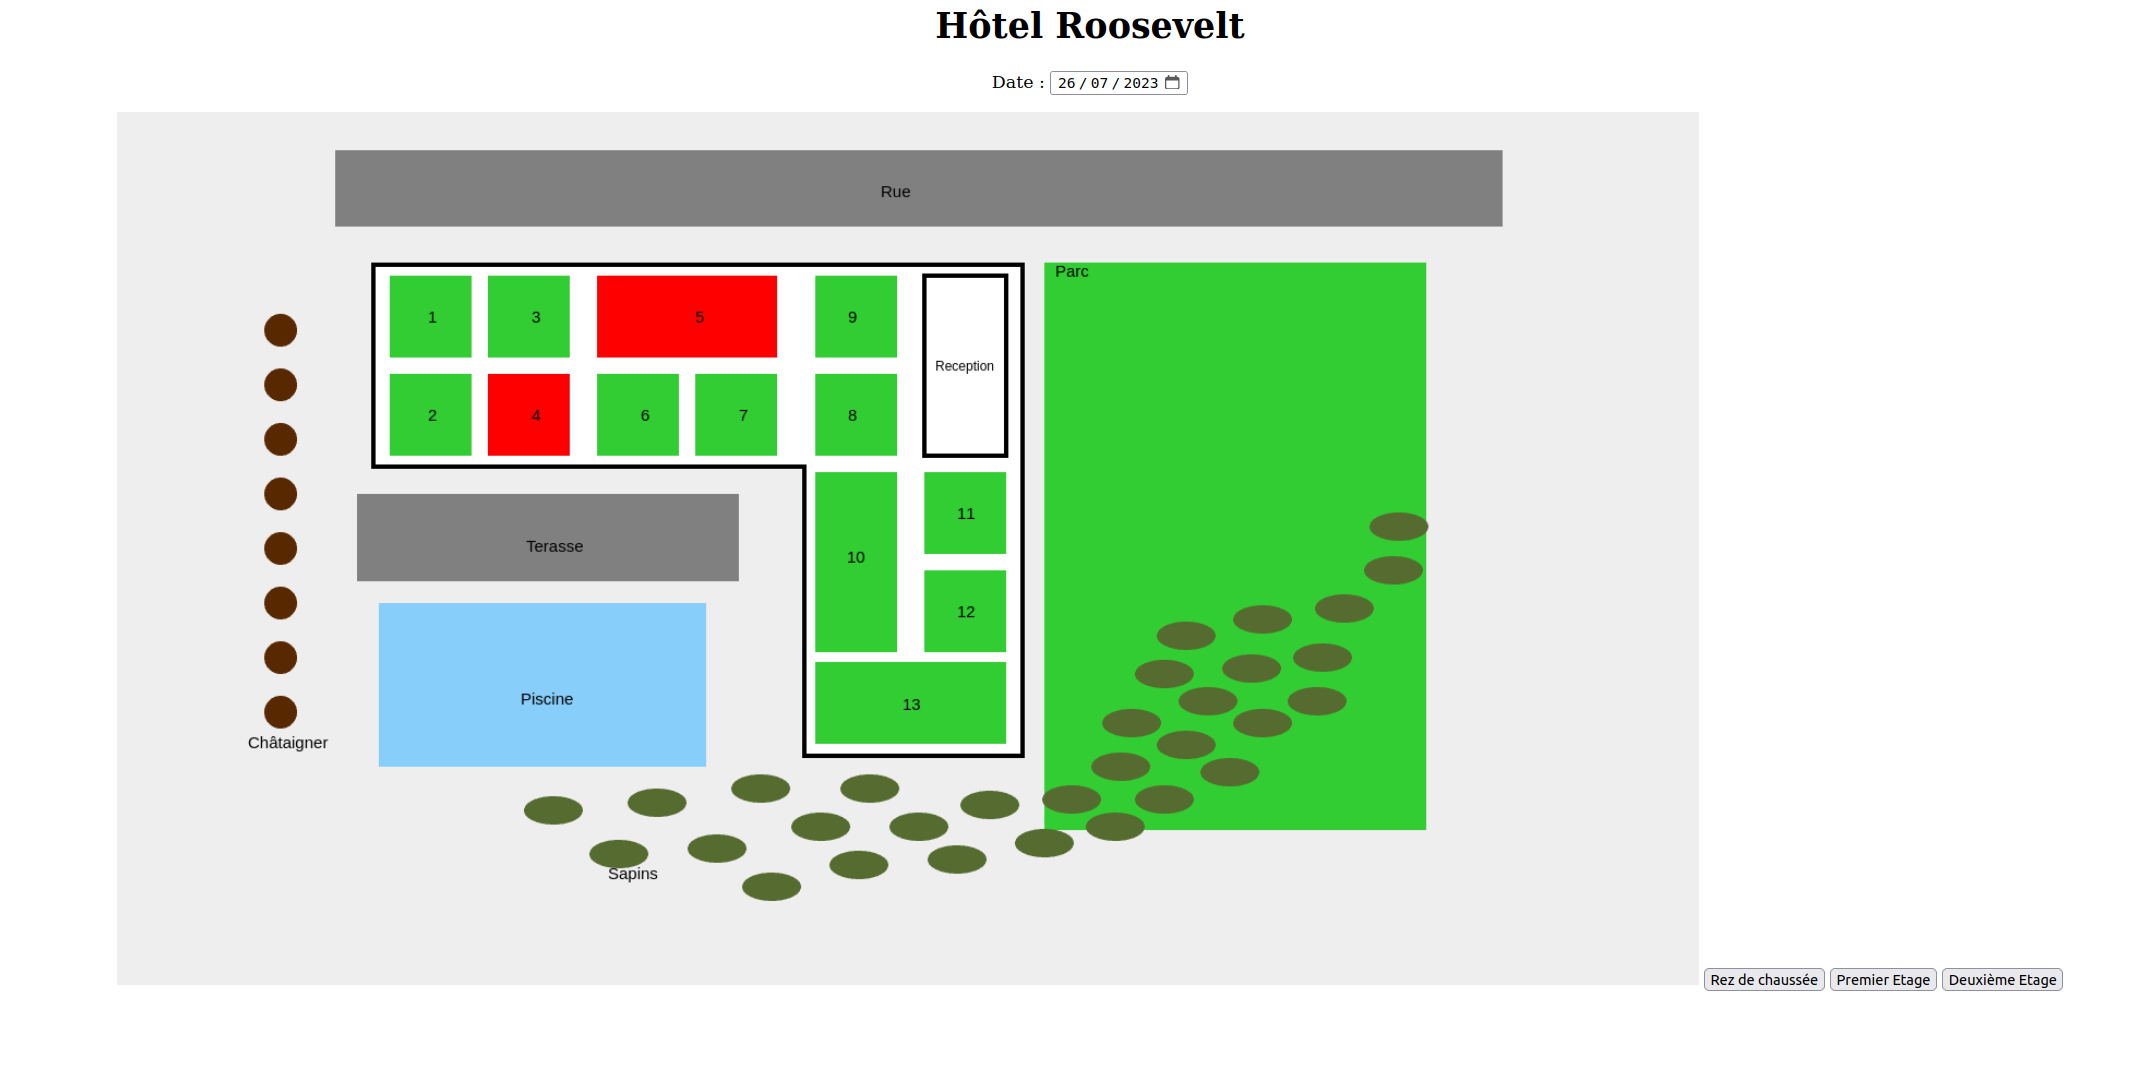 Hôtel Roosevelt
Date : 26 / 07 / 2023
Rue
Parc
1
3
5
9
Reception
2
4
6
7
8
10
11
12
13
Terasse
Piscine
Châtaigner
Sapins
Rez de chaussée
Premier Etage
Deuxième Etage